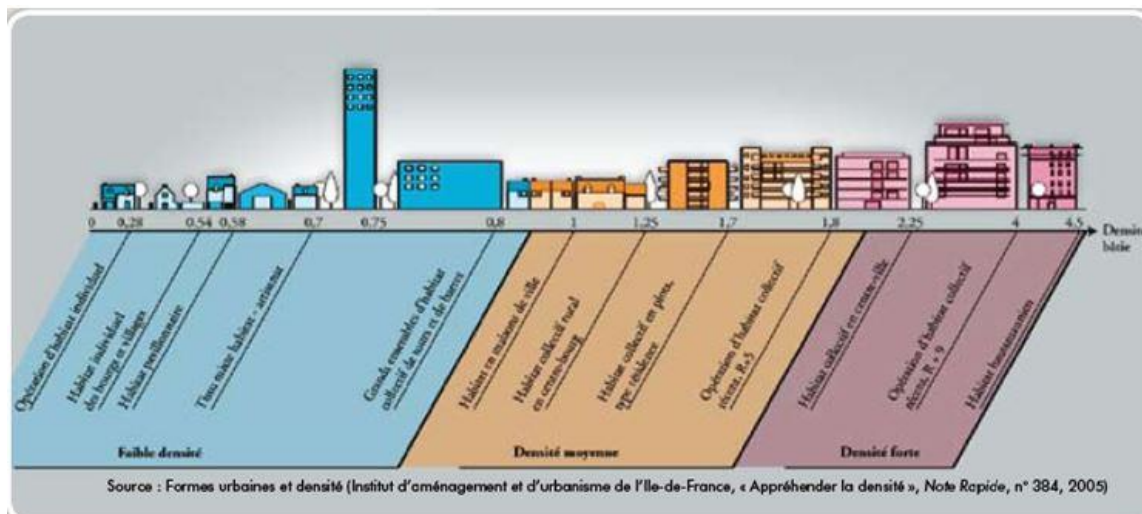 0 0,28 0,54 0,58 0,7 0,75 0,8 1 1,25 1,7 1,8 2,25 4 4.5
Densité
bâtie
Opération d'habitat individuel
Habitat individuel
des bourgs et villages
Habitat pavillonnaire
Tissu mixte habitat - artisanat
Grands ensembles d'habitat
collectif de tours et de barres
Habitat en maisons de ville
Habitat collectif rural
en centre-bourg
Habitat collectif en plots,
type résidence
Opération d'habitat collectif
récent, R+5
Habitat collectif en centre-ville
Opération d'habitat collectif
récent, R + 9
Habitat haussmannien
Faible densité
Densité moyenne
Densité forte
Source : Formes urbaines et densité (Institut d'aménagement et d'urbanisme de l'Ile-de-France, « Appréhender la densité », Note Rapide, n° 384, 2005)